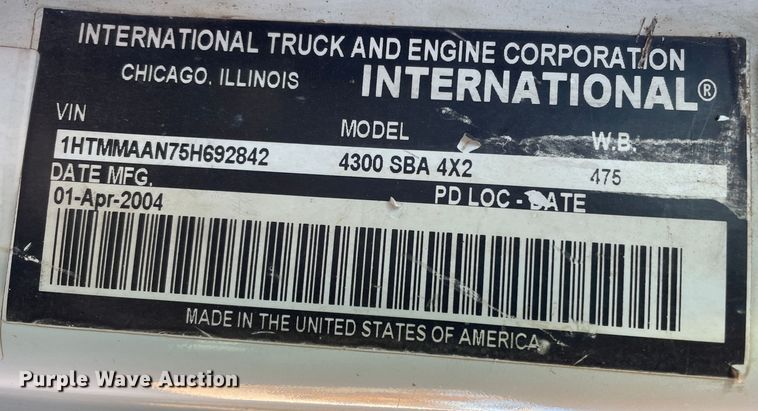 INTERNATIONAL TRUCK AND ENGINE CORPORATION
CHICAGO, ILLINOIS INTERNATIONAL®
VIN MODEL W.B.
1HTMMAAN75H692842 4300 SBA 4X2 475
DATE MFG. PD LOC - DATE
01-Apr-2004
MADE IN THE UNITED STATES OF AMERICA
Purple Wave Auction